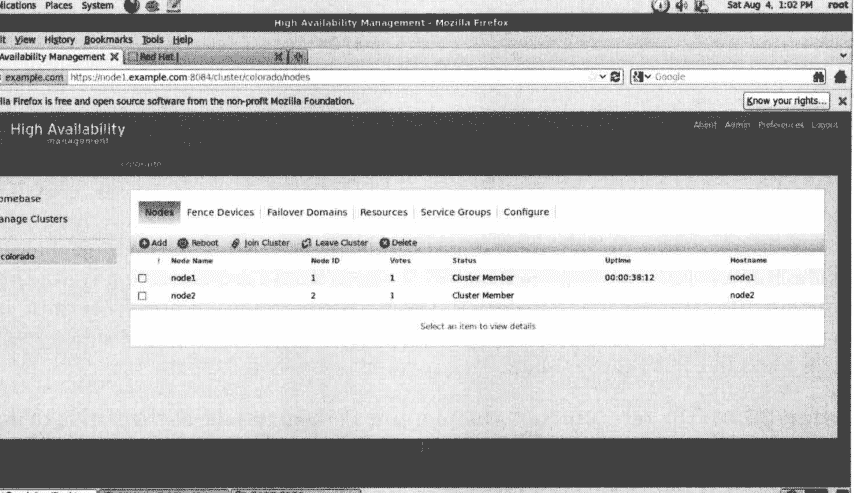 lications Places System Sat Aug 4, 1:02 PM root
High Availability Management - Mozilla Firefox
it View History Bookmarks Tools Help
Availability Management Red Hat
example.com https://node1.example.com:8084/cluster/colorado/nodes Google
lla Firefox is free and open source software from the non-profit Mozilla Foundation. Know your rights...
High Availability About Admin Preferences Logout
management
colorado
omebase
anage Clusters
colorado
Nodes Fence Devices Failover Domains Resources Service Groups Configure
Add Reboot Join Cluster Leave Cluster Delete
! Node Name Node ID Votes Status Uptime Hostname
node1 1 1 Cluster Member 00:00:38:12 node1
node2 2 1 Cluster Member node2
Select an item to view details